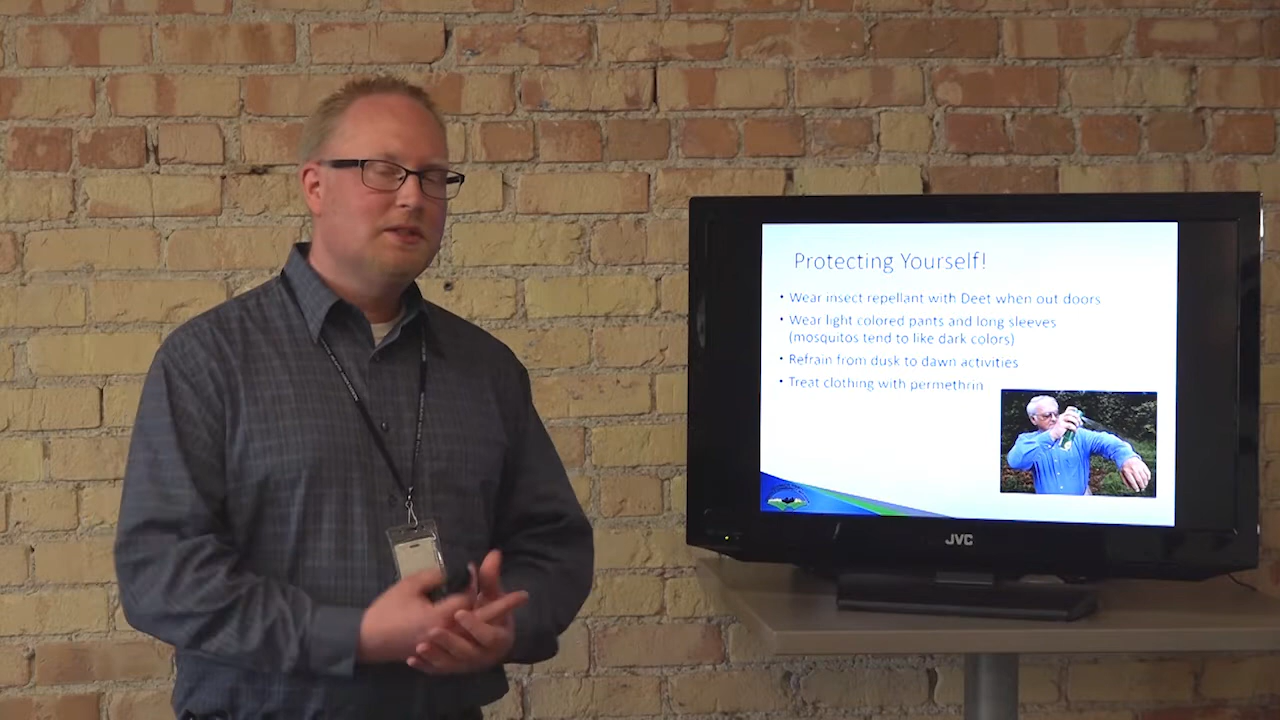 Protecting Yourself!
• Wear insect repellant with Deet when out doors
• Wear light colored pants and long sleeves
(mosquitos tend to like dark colors)
• Refrain from dusk to dawn activities
• Treat clothing with permethrin
JVC